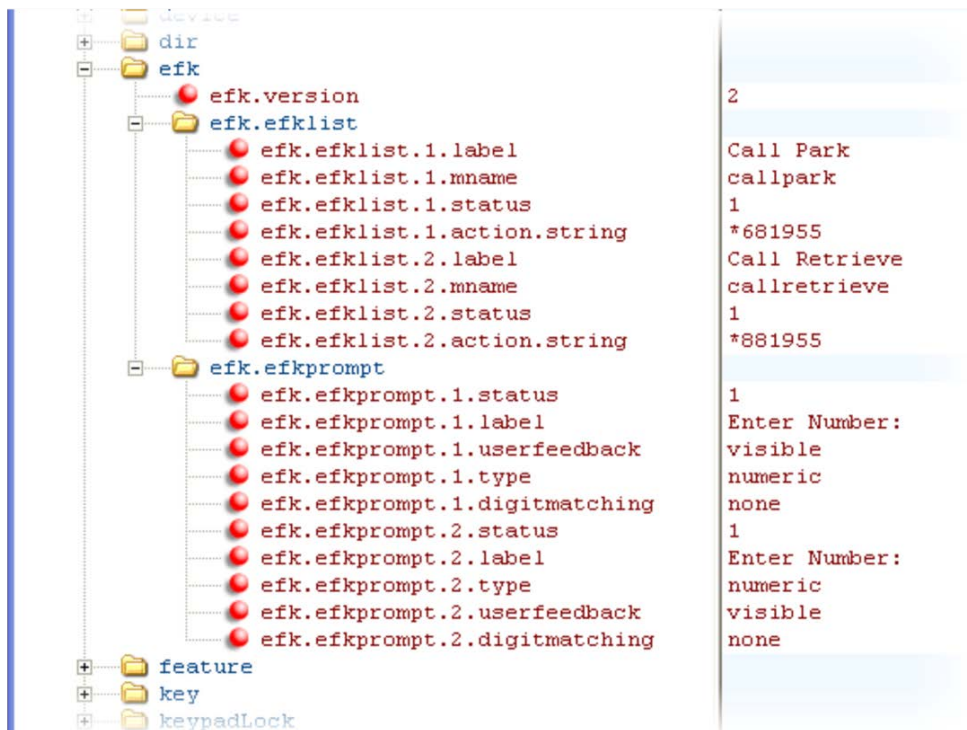 device
dir
efk
efk.version 2
efk.efklist
efk.efklist.1.label Call Park
efk.efklist.1.mname callpark
efk.efklist.1.status 1
efk.efklist.1.action.string *681955
efk.efklist.2.label Call Retrieve
efk.efklist.2.mname callretrieve
efk.efklist.2.status 1
efk.efklist.2.action.string *881955
efk.efkprompt
efk.efkprompt.1.status 1
efk.efkprompt.1.label Enter Number:
efk.efkprompt.1.userfeedback visible
efk.efkprompt.1.type numeric
efk.efkprompt.1.digitmatching none
efk.efkprompt.2.status 1
efk.efkprompt.2.label Enter Number:
efk.efkprompt.2.type numeric
efk.efkprompt.2.userfeedback visible
efk.efkprompt.2.digitmatching none
feature
key
keypadLock